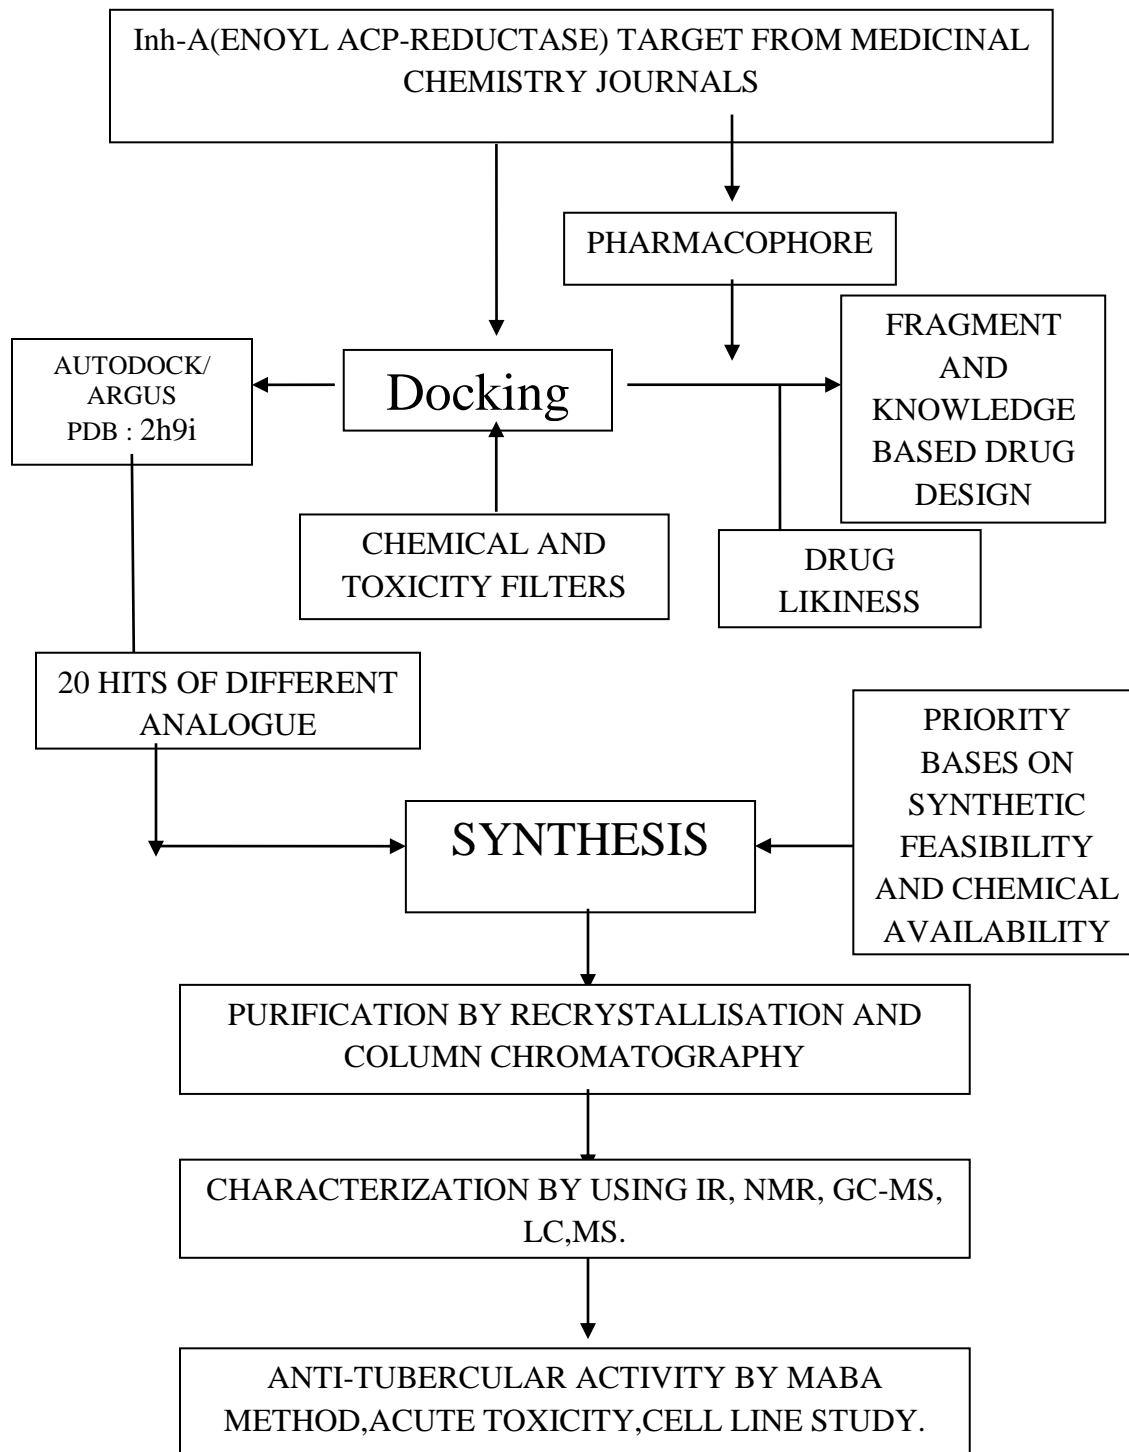 Inh-A(ENOYL ACP-REDUCTASE) TARGET FROM MEDICINAL
CHEMISTRY JOURNALS
PHARMACOPHORE
FRAGMENT
AND
KNOWLEDGE
BASED DRUG
DESIGN
AUTODOCK/
ARGUS
PDB : 2h9i
Docking
CHEMICAL AND
TOXICITY FILTERS
DRUG
LIKINESS
20 HITS OF DIFFERENT
ANALOGUE
PRIORITY
BASES ON
SYNTHETIC
FEASIBILITY
AND CHEMICAL
AVAILABILITY
SYNTHESIS
PURIFICATION BY RECRYSTALLISATION AND
COLUMN CHROMATOGRAPHY
CHARACTERIZATION BY USING IR, NMR, GC-MS,
LC,MS.
ANTI-TUBERCULAR ACTIVITY BY MABA
METHOD,ACUTE TOXICITY,CELL LINE STUDY.